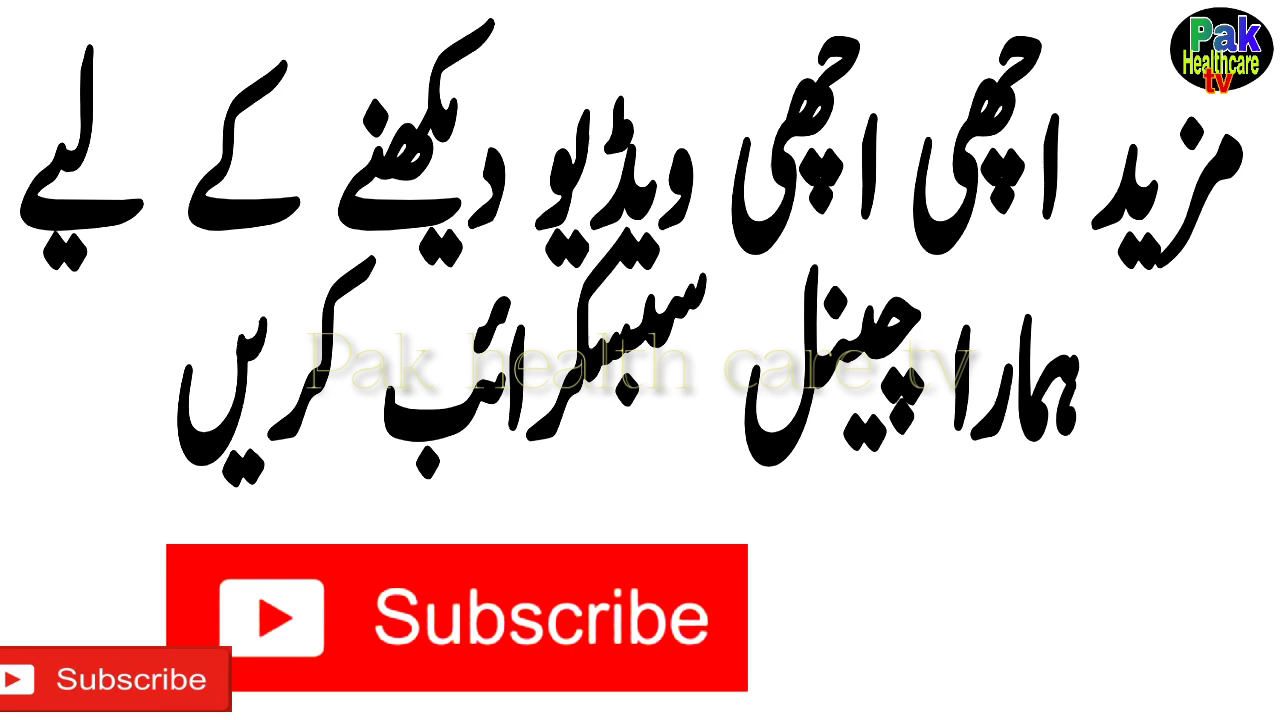 Pak
Healthcare
tv
مزید اچھی اچھی ویڈیو دیکھنے کے لیے
ہمارا چینل سبسکرائب کریں
Pak health care tv
Subscribe
Subscribe